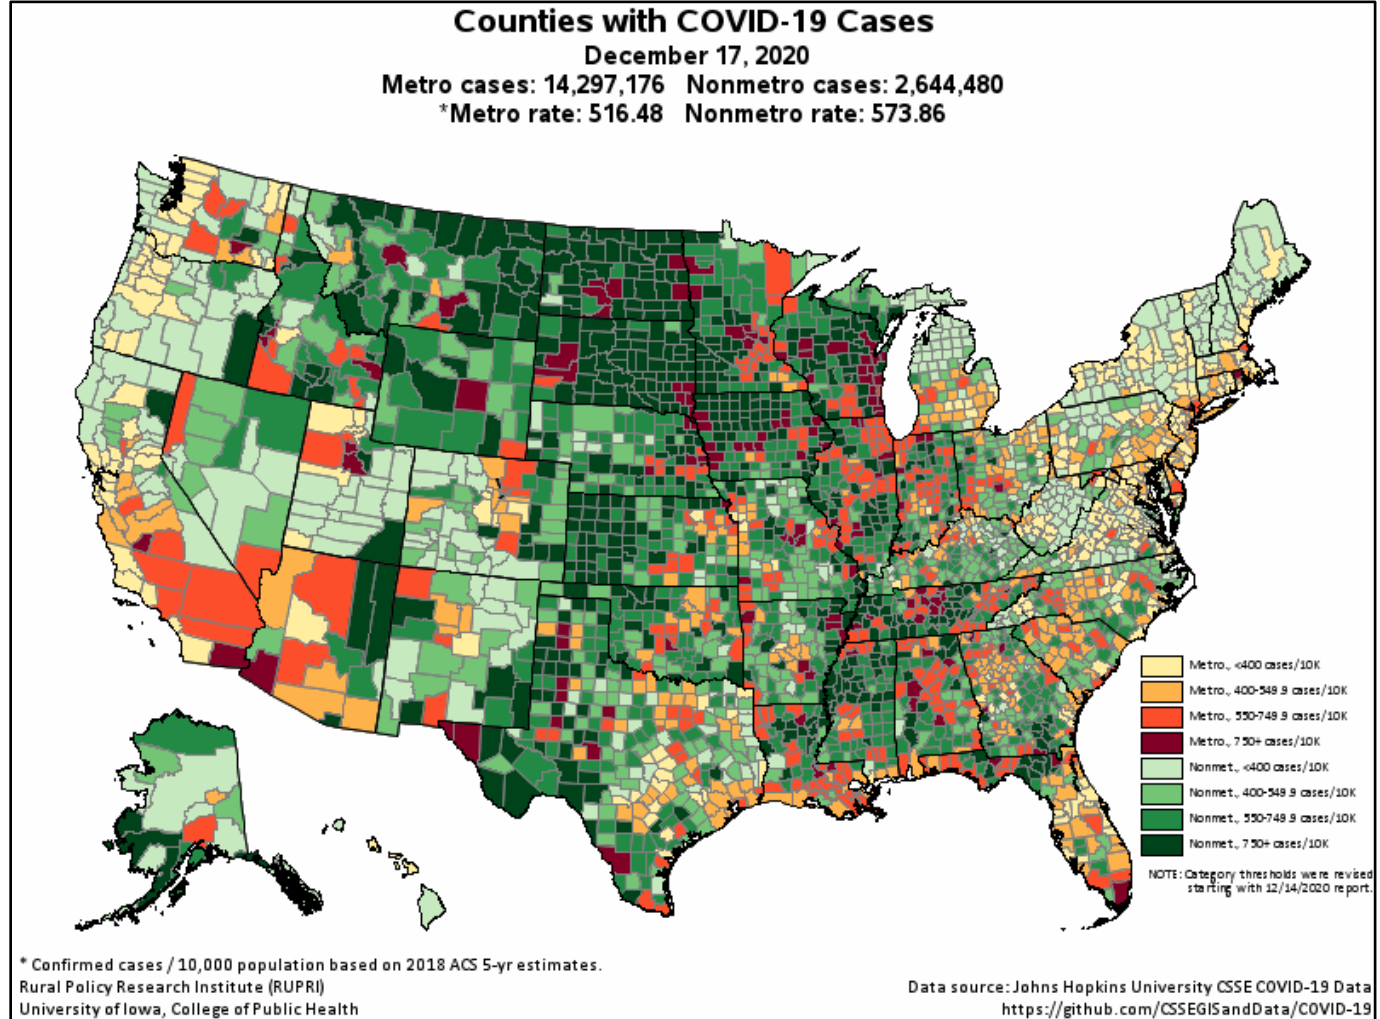 Counties with COVID-19 Cases
December 17, 2020
Metro cases: 14,297,176 Nonmetro cases: 2,644,480
*Metro rate: 516.48 Nonmetro rate: 573.86
Metro., <400 cases/10K
Metro., 400-549.9 cases/10K
Metro., 550-749.9 cases/10K
Metro., 750+ cases/10K
Nonmet., <400 cases/10K
Nonmet., 400-549.9 cases/10K
Nonmet., 550-749.9 cases/10K
Nonmet., 750+ cases/10K
NOTE: Category thresholds were revised
starting with 12/14/2020 report.
* Confirmed cases / 10,000 population based on 2018 ACS 5-yr estimates.
Rural Policy Research Institute (RUPRI)
University of Iowa, College of Public Health
Data source: Johns Hopkins University CSSE COVID-19 Data
https://github.com/CSSEGISandData/COVID-19